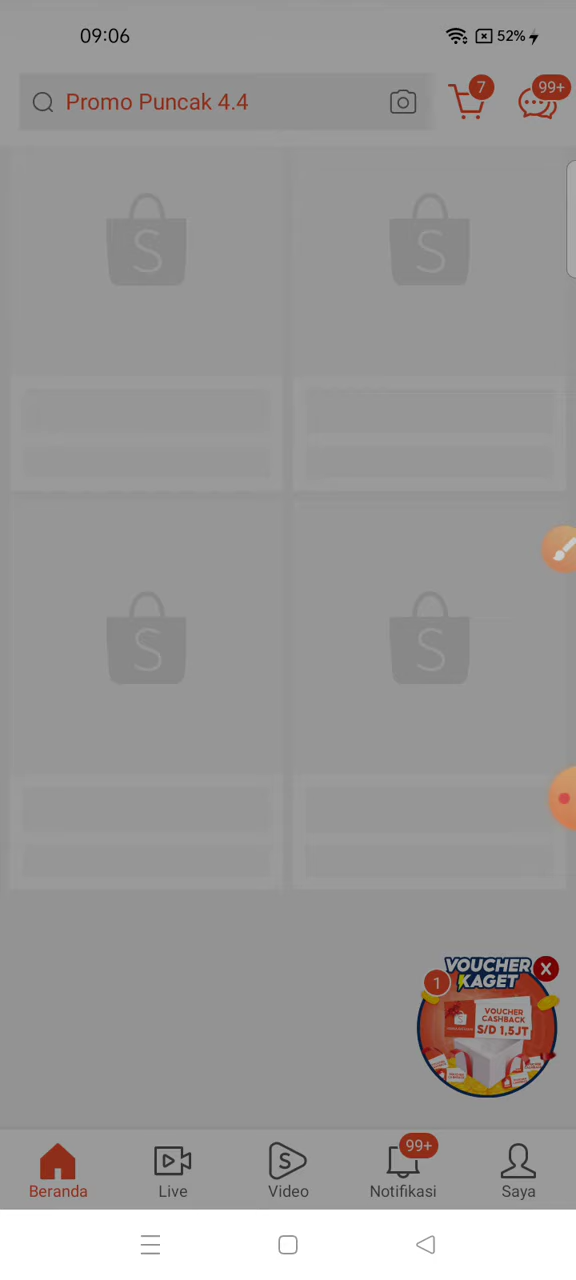 09:06
52%
Promo Puncak 4.4
7
99+
S
S
S
S
VOUCHER
KAGET
1
VOUCHER
CASHBACK
S/D 1,5JT
S
99+
Beranda
Live
Video
Notifikasi
Saya